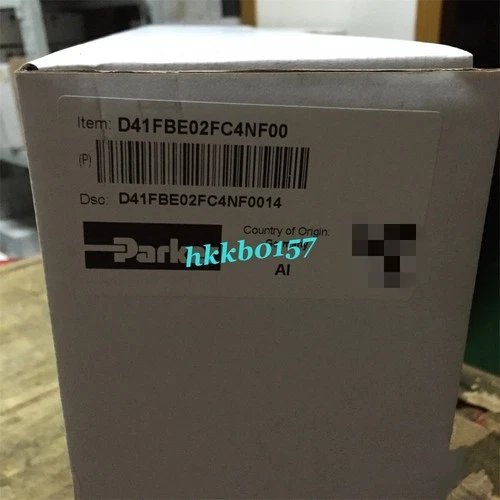 Item: D41FBE02FC4NF00
(P)
Dsc: D41FBE02FC4NF0014
Parker
Country of Origin:
AI
hkkbo157